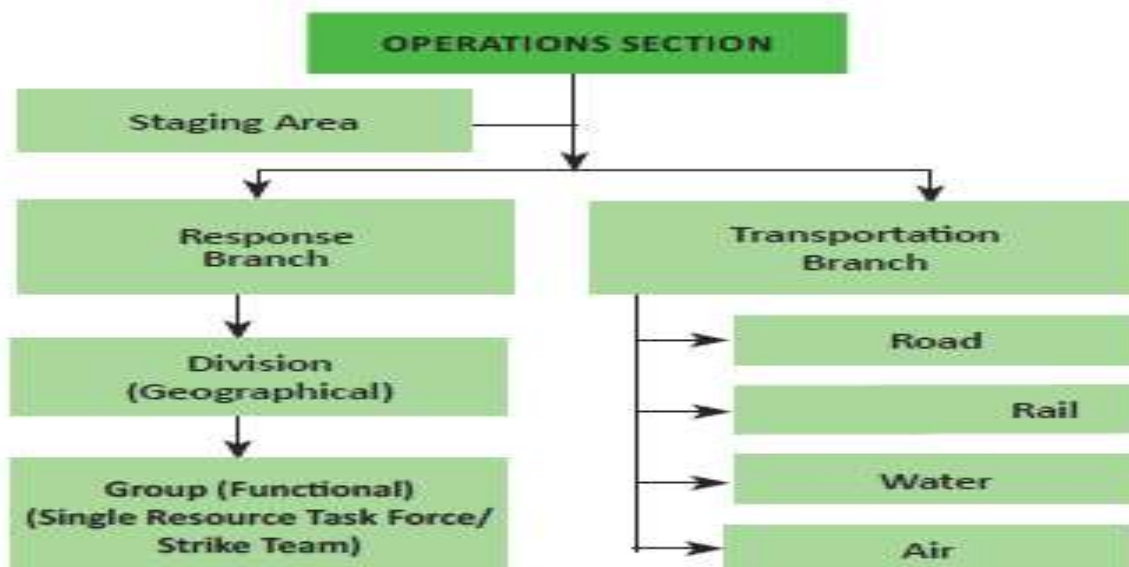 OPERATIONS SECTION
Staging Area
Response
Branch
Transportation
Branch
Division
(Geographical)
Group (Functional)
(Single Resource Task Force/
Strike Team)
Road
Rail
Water
Air